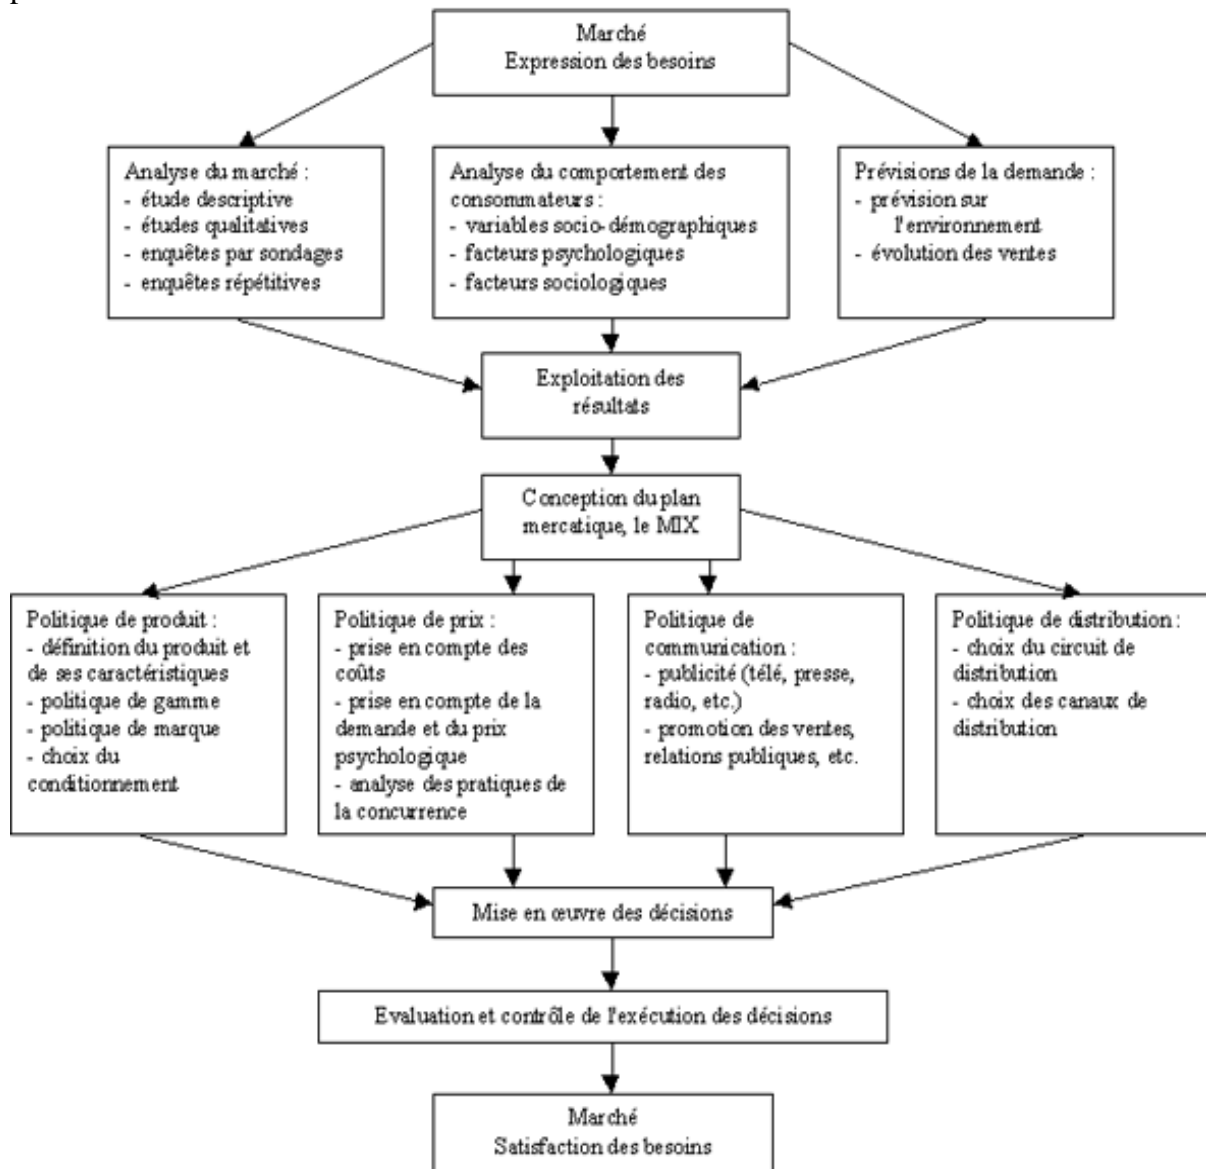 Marché
Expression des besoins
Analyse du marché :
- étude descriptive
- études qualitatives
- enquêtes par sondages
- enquêtes répétitives
Analyse du comportement des
consommateurs :
- variables socio-démographiques
- facteurs psychologiques
- facteurs sociologiques
Prévisions de la demande :
- prévision sur
l'environnement
- évolution des ventes
Exploitation des
résultats
Conception du plan
mercatique, le MIX
Politique de produit :
- définition du produit et
de ses caractéristiques
- politique de gamme
- politique de marque
- choix du
conditionnement
Politique de prix :
- prise en compte des
coûts
- prise en compte de la
demande et du prix
psychologique
- analyse des pratiques de
la concurrence
Politique de
communication :
- publicité (télé, presse,
radio, etc.)
- promotion des ventes,
relations publiques, etc.
Politique de distribution :
- choix du circuit de
distribution
- choix des canaux de
distribution
Mise en œuvre des décisions
Evaluation et contrôle de l'exécution des décisions
Marché
Satisfaction des besoins